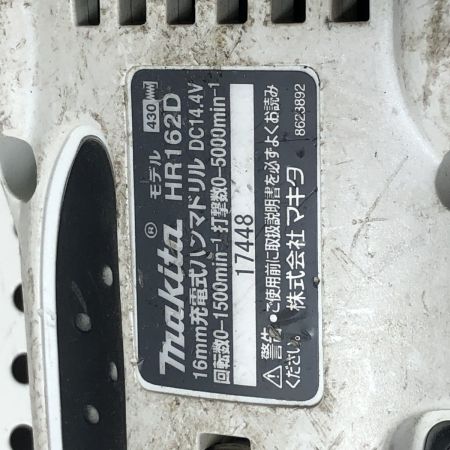 makita® モデル HR162D 430mm
16mm充電式ハンマドリル DC14.4V
回転数0-1500min⁻¹ 打撃数0-5000min⁻¹
17448
⚠警告 ●ご使用前に取扱説明書を必ずよくお読み
ください。
株式会社 マキタ 8623892